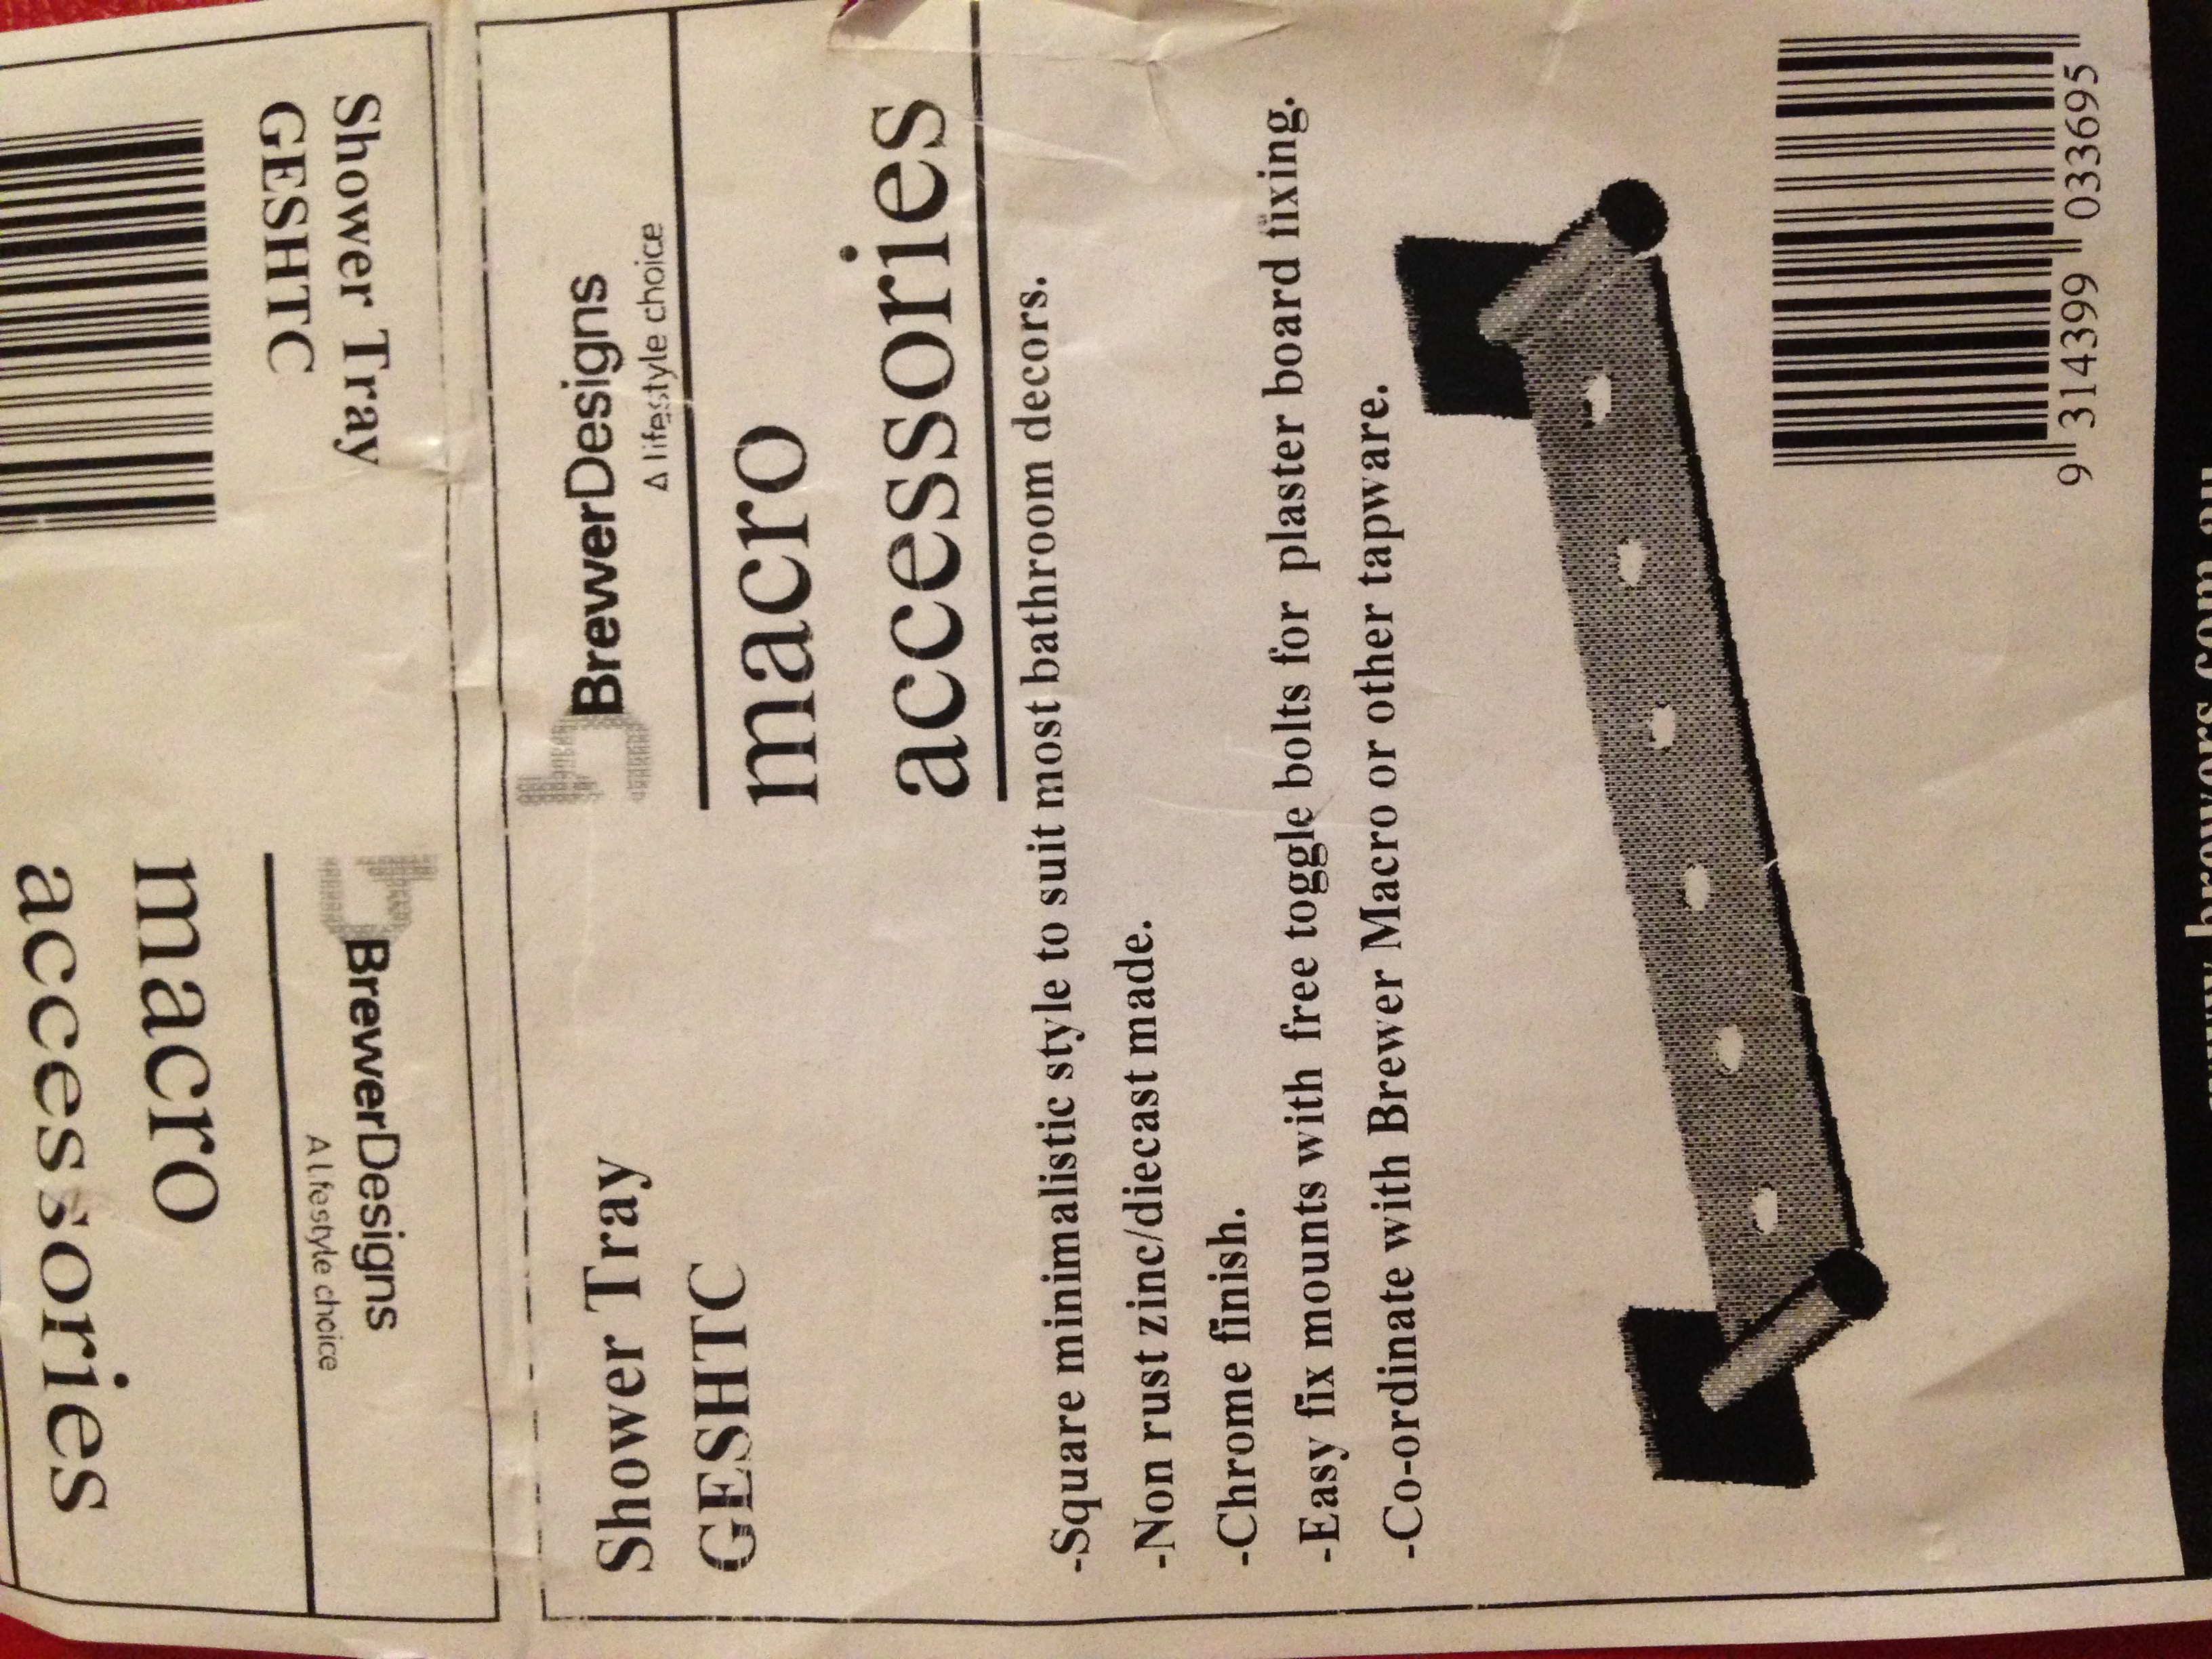 Shower Tray
GESHTC
macro
accessories
BrewerDesigns
A lifestyle choice
BrewerDesigns
A lifestyle choice
Shower Tray
GESHTC
macro
accessories
-Square minimalistic style to suit most bathroom decors.
-Non rust zinc/diecast made.
-Chrome finish.
-Easy fix mounts with free toggle bolts for plaster board fixing.
-Co-ordinate with Brewer Macro or other tapware.
9 314399 033695